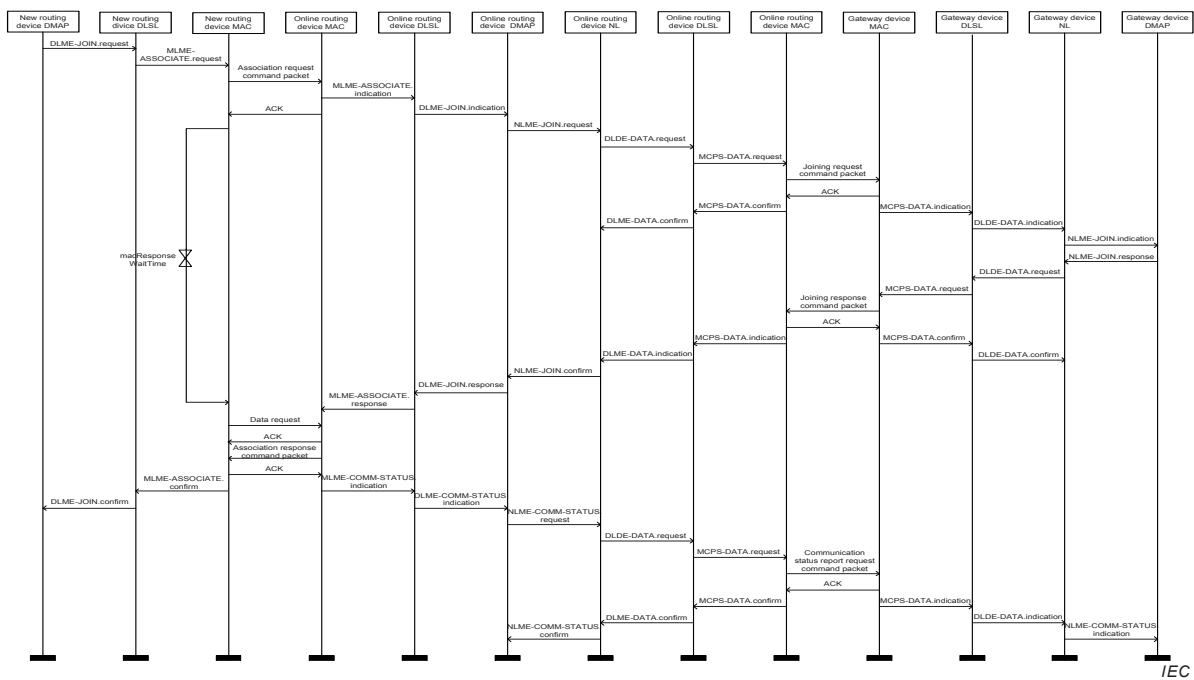 New routing
device DMAP
New routing
divice DLSL
New routing
device MAC
Online routing
device MAC
Online routing
device DLSL
Online routing
device DMAP
Online routing
device NL
Online routing
device DLSL
Online routing
device MAC
Gateway device
MAC
Gateway device
DLSL
Gateway device
NL
Gateway device
DMAP
DLME-JOIN.request
MLME-
ASSOCIATE.request
Association request
command packet
MLME-ASSOCIATE.
indication
ACK
DLME-JOIN.indication
NLME-JOIN.request
DLDE-DATA.request
MCPS-DATA.request
Joining request
command packet
ACK
MCPS-DATA.confirm
MCPS-DATA.indication
DLME-DATA.confirm
DLDE-DATA.indication
NLME-JOIN.indication
macResponse
WaitTime
NLME-JOIN.response
DLDE-DATA.request
MCPS-DATA.request
Joining response
command packet
ACK
MCPS-DATA.indication
MCPS-DATA.confirm
DLME-DATA.indication
DLDE-DATA.confirm
NLME-JOIN.confirm
DLME-JOIN.response
MLME-ASSOCIATE.
response
Data request
ACK
Association response
command packet
ACK
MLME-ASSOCIATE.
confirm
MLME-COMM-STATUS
indication
DLME-JOIN.confirm
DLME-COMM-STATUS
indication
NLME-COMM-STATUS
request
DLDE-DATA.request
MCPS-DATA.request
Communication
status report request
command packet
ACK
MCPS-DATA.confirm
MCPS-DATA.indication
DLME-DATA.confirm
DLDE-DATA.indication
NLME-COMM-STATUS
confirm
NLME-COMM-STATUS
indication
IEC